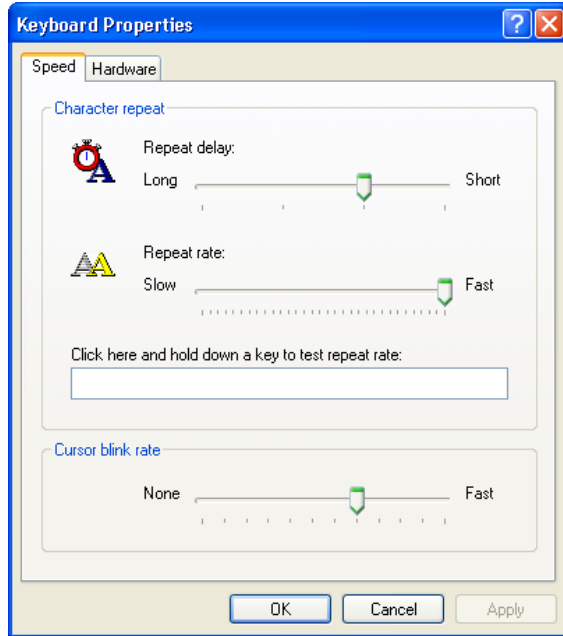 Keyboard Properties
Speed Hardware
Character repeat
Repeat delay:
Long Short
Repeat rate:
Slow Fast
Click here and hold down a key to test repeat rate:
Cursor blink rate
None Fast
OK Cancel Apply